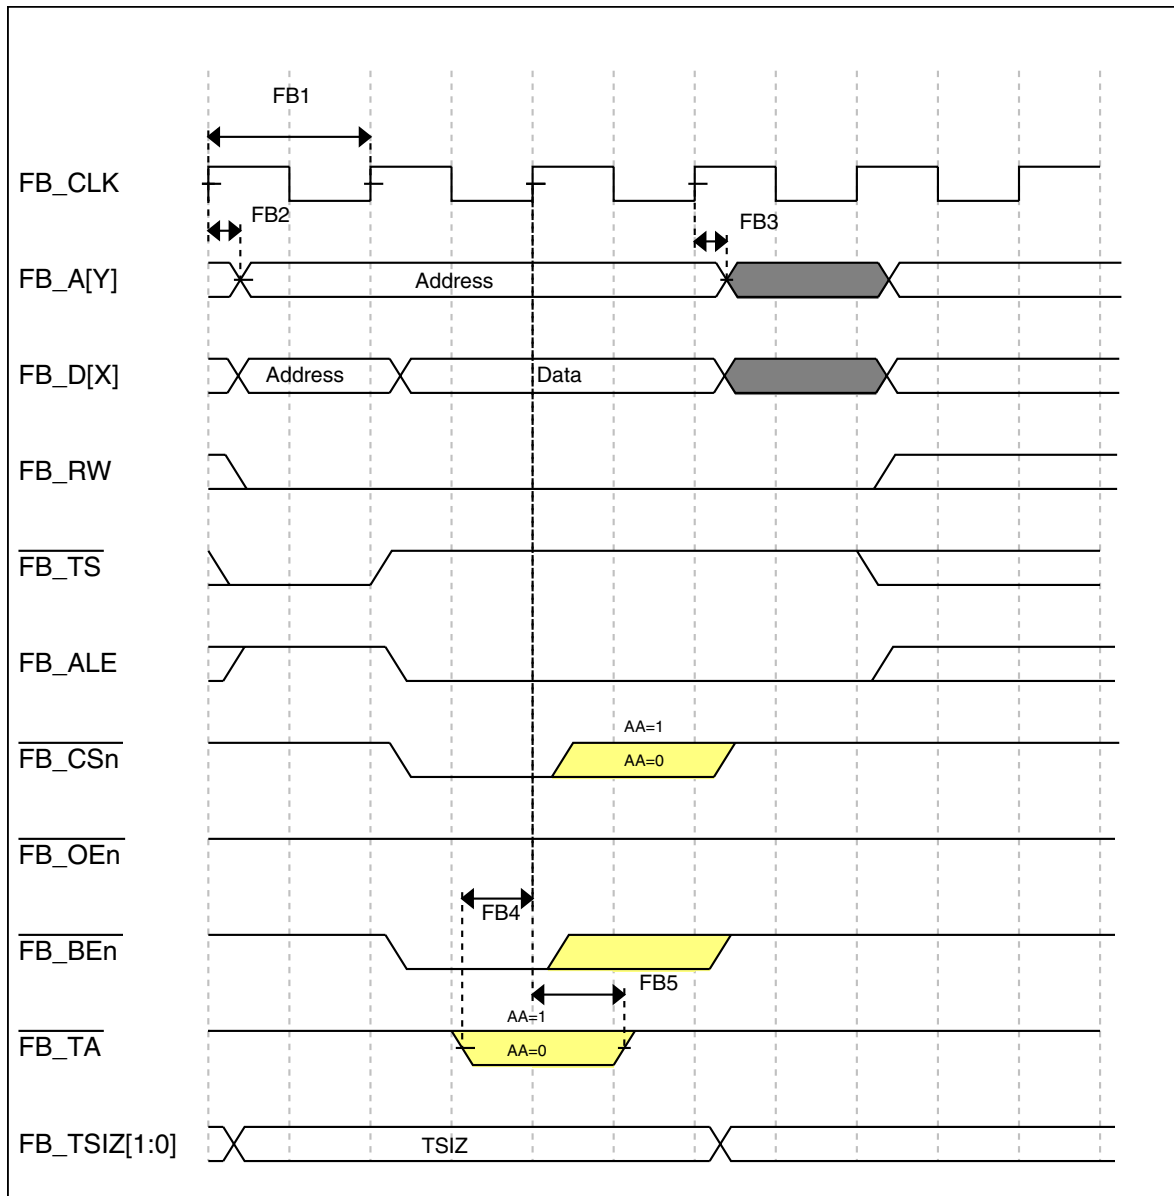 FB1
FB_CLK
FB2
FB3
FB_A[Y]
Address
FB_D[X]
Address
Data
FB_RW
FB_TS
FB_ALE
AA=1
FB_CSn
AA=0
FB_OEn
FB4
FB_BEn
FB5
AA=1
FB_TA
AA=0
FB_TSIZ[1:0]
TSIZ